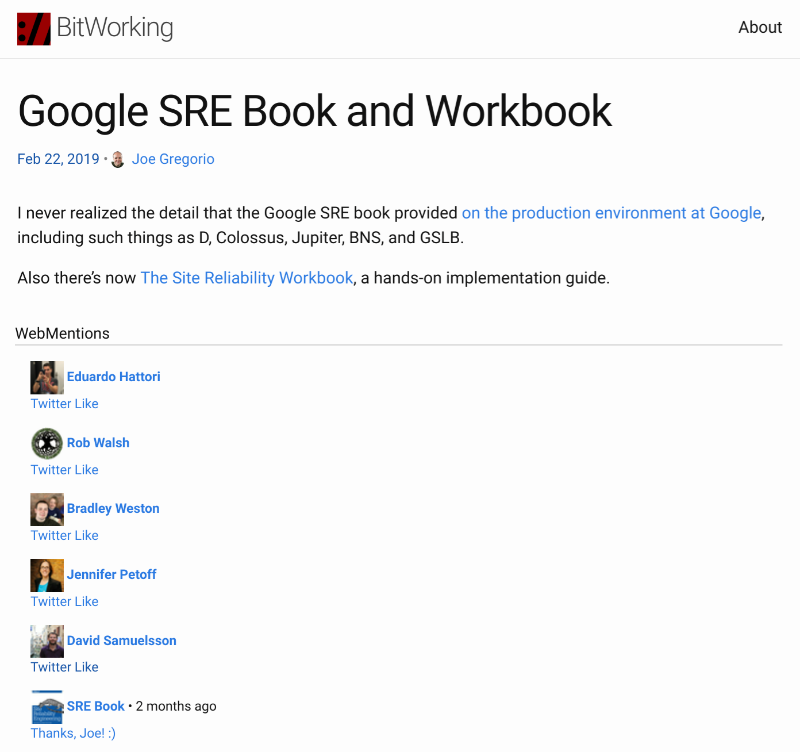 BitWorking
About
Google SRE Book and Workbook
Feb 22, 2019 • Joe Gregorio
I never realized the detail that the Google SRE book provided on the production environment at Google,
including such things as D, Colossus, Jupiter, BNS, and GSLB.
Also there’s now The Site Reliability Workbook, a hands-on implementation guide.
WebMentions
Eduardo Hattori
Twitter Like
Rob Walsh
Twitter Like
Bradley Weston
Twitter Like
Jennifer Petoff
Twitter Like
David Samuelsson
Twitter Like
SRE Book • 2 months ago
Thanks, Joe! :)